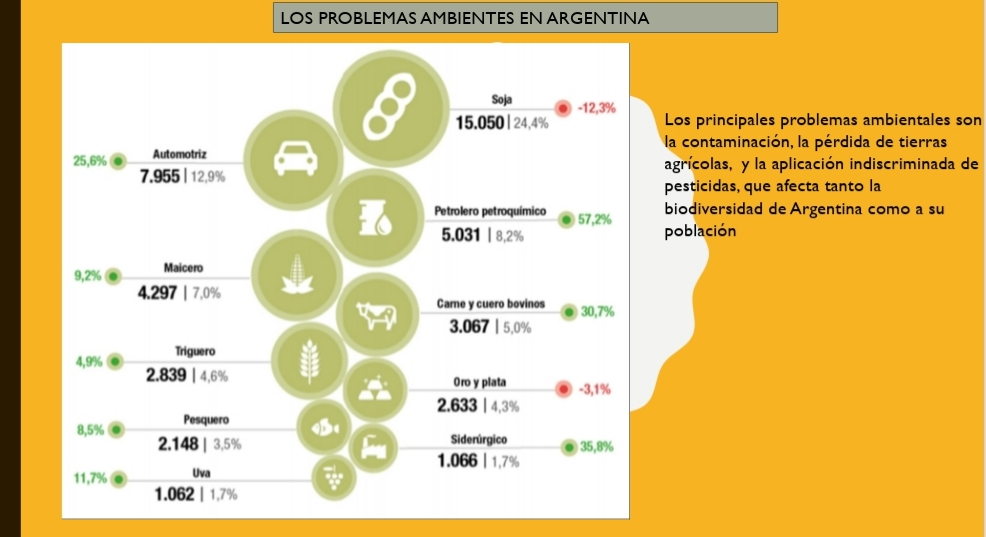 LOS PROBLEMAS AMBIENTES EN ARGENTINA
Soja
15.050 | 24,4%
-12,3%
25,6%
Automotriz
7.955 | 12,9%
Petrolero petroquímico
5.031 | 8,2%
57,2%
9,2%
Maicero
4.297 | 7,0%
Carne y cuero bovinos
3.067 | 5,0%
30,7%
4,9%
Triguero
2.839 | 4,6%
Oro y plata
2.633 | 4,3%
-3,1%
8,5%
Pesquero
2.148 | 3,5%
Siderúrgico
1.066 | 1,7%
35,8%
11,7%
Uva
1.062 | 1,7%
Los principales problemas ambientales son
la contaminación, la pérdida de tierras
agrícolas, y la aplicación indiscriminada de
pesticidas, que afecta tanto la
biodiversidad de Argentina como a su
población